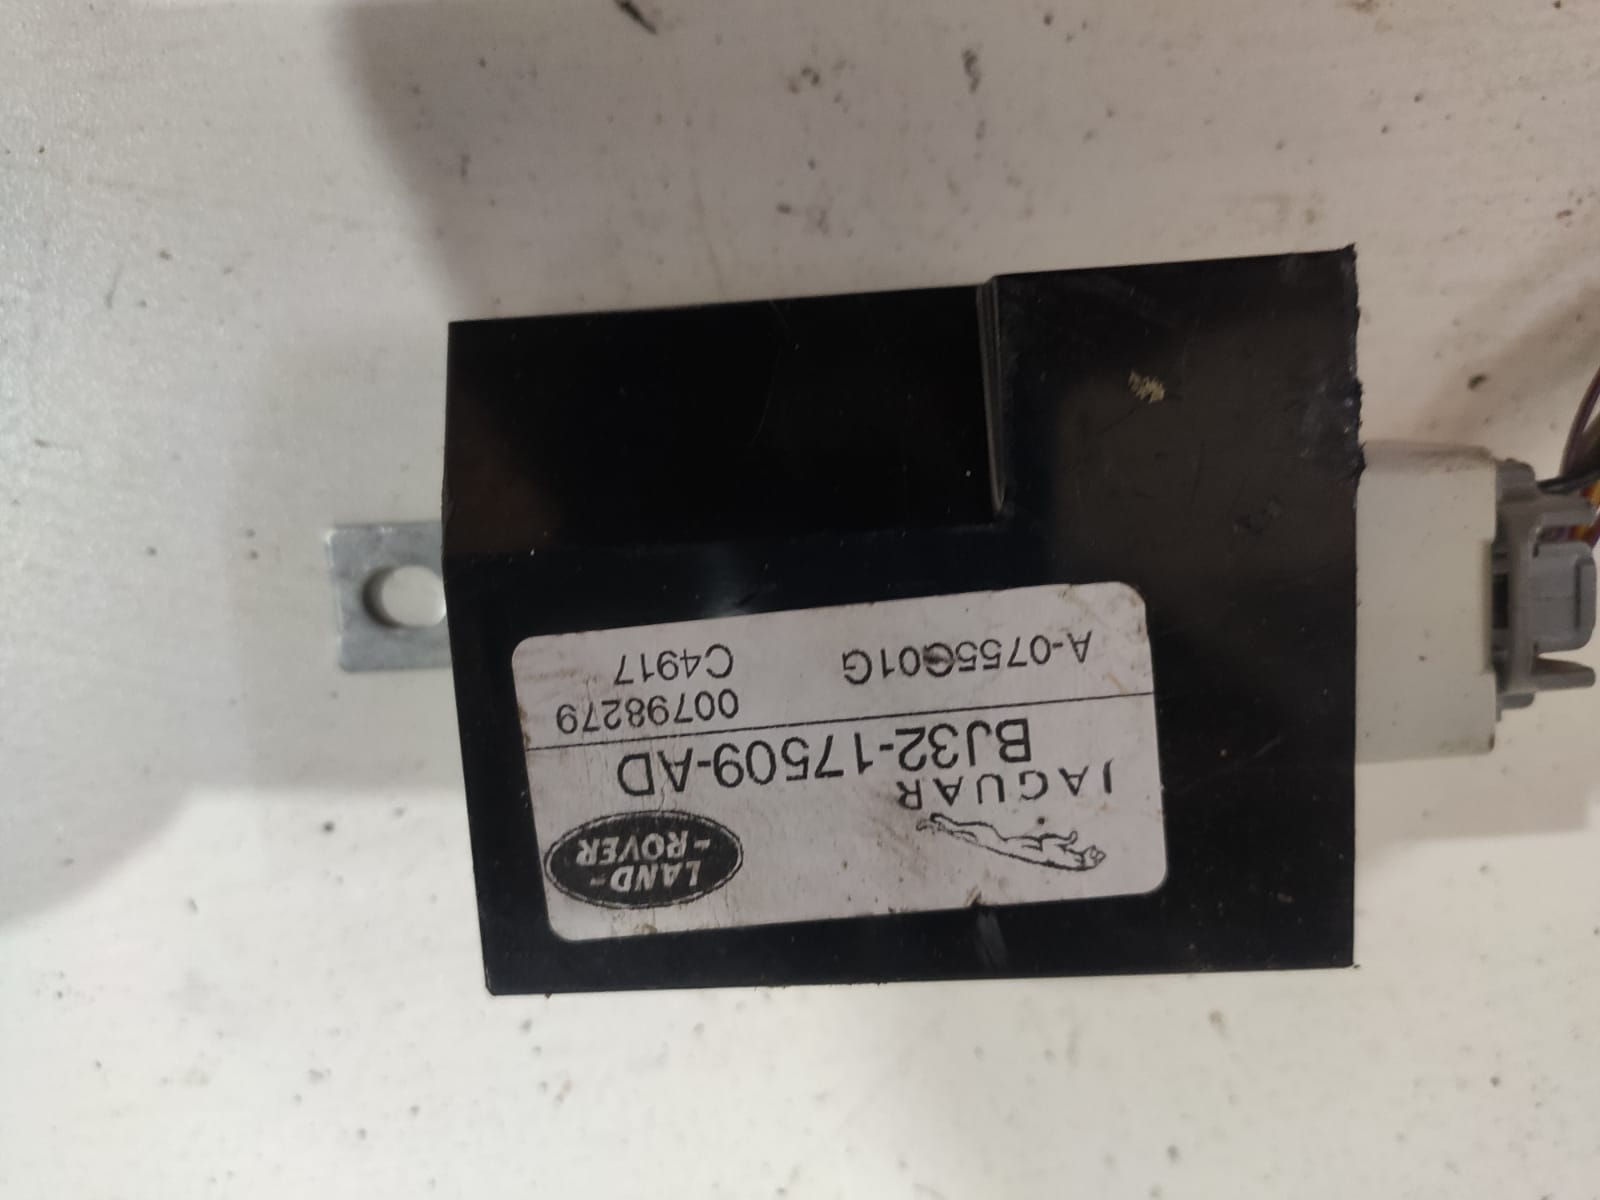 JAGUAR
LAND-
-ROVER
BJ32-17509-AD
00798279
A-0755G01G
C4917